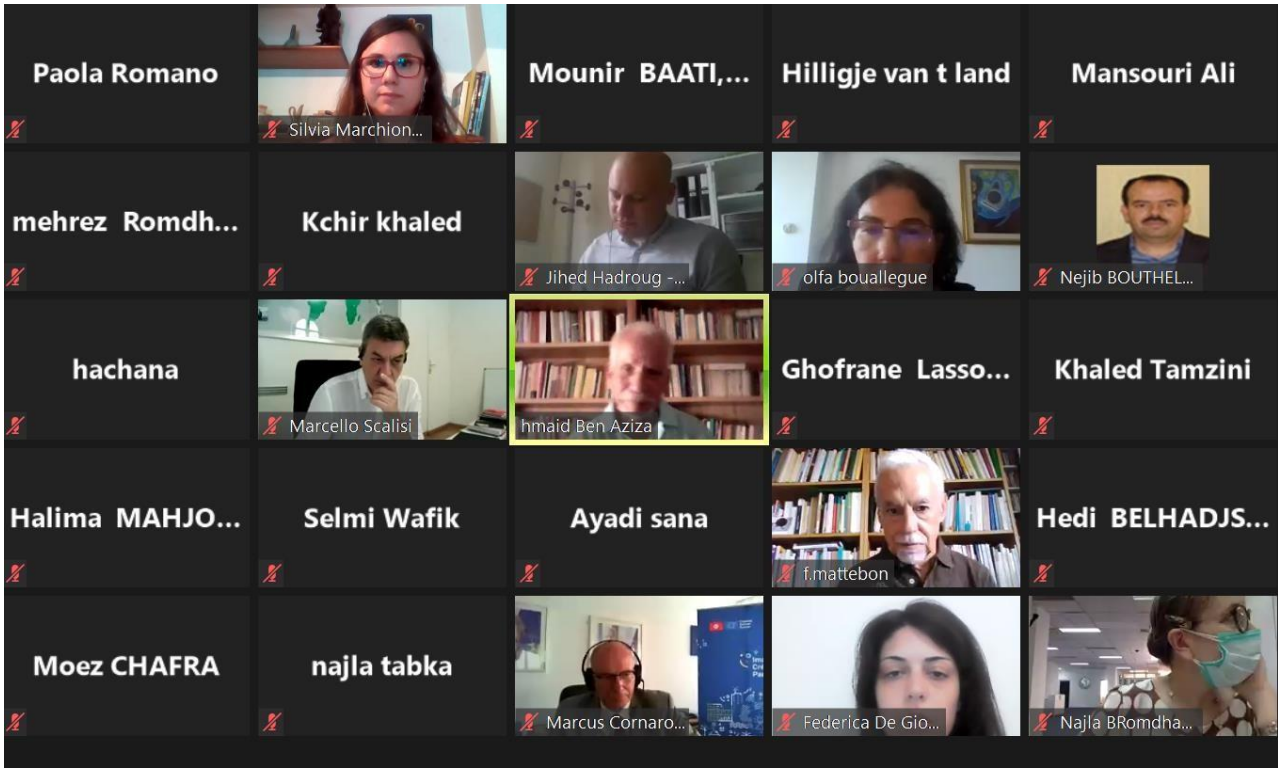 Paola Romano
Silvia Marchion...
Mounir BAATI,...
Hilligje van t land
Mansouri Ali
mehrez Romdh...
Kchir khaled
Jihed Hadroug -...
olfa bouallegue
Nejib BOUTHEL...
hachana
Marcello Scalisi
hmaid Ben Aziza
Ghofrane Lasso...
Khaled Tamzini
Halima MAHJO...
Selmi Wafik
Ayadi sana
f.mattebon
Hedi BELHADJS...
Moez CHAFRA
najla tabka
Marcus Cornaro...
Federica De Gio...
Najla BRomdha...